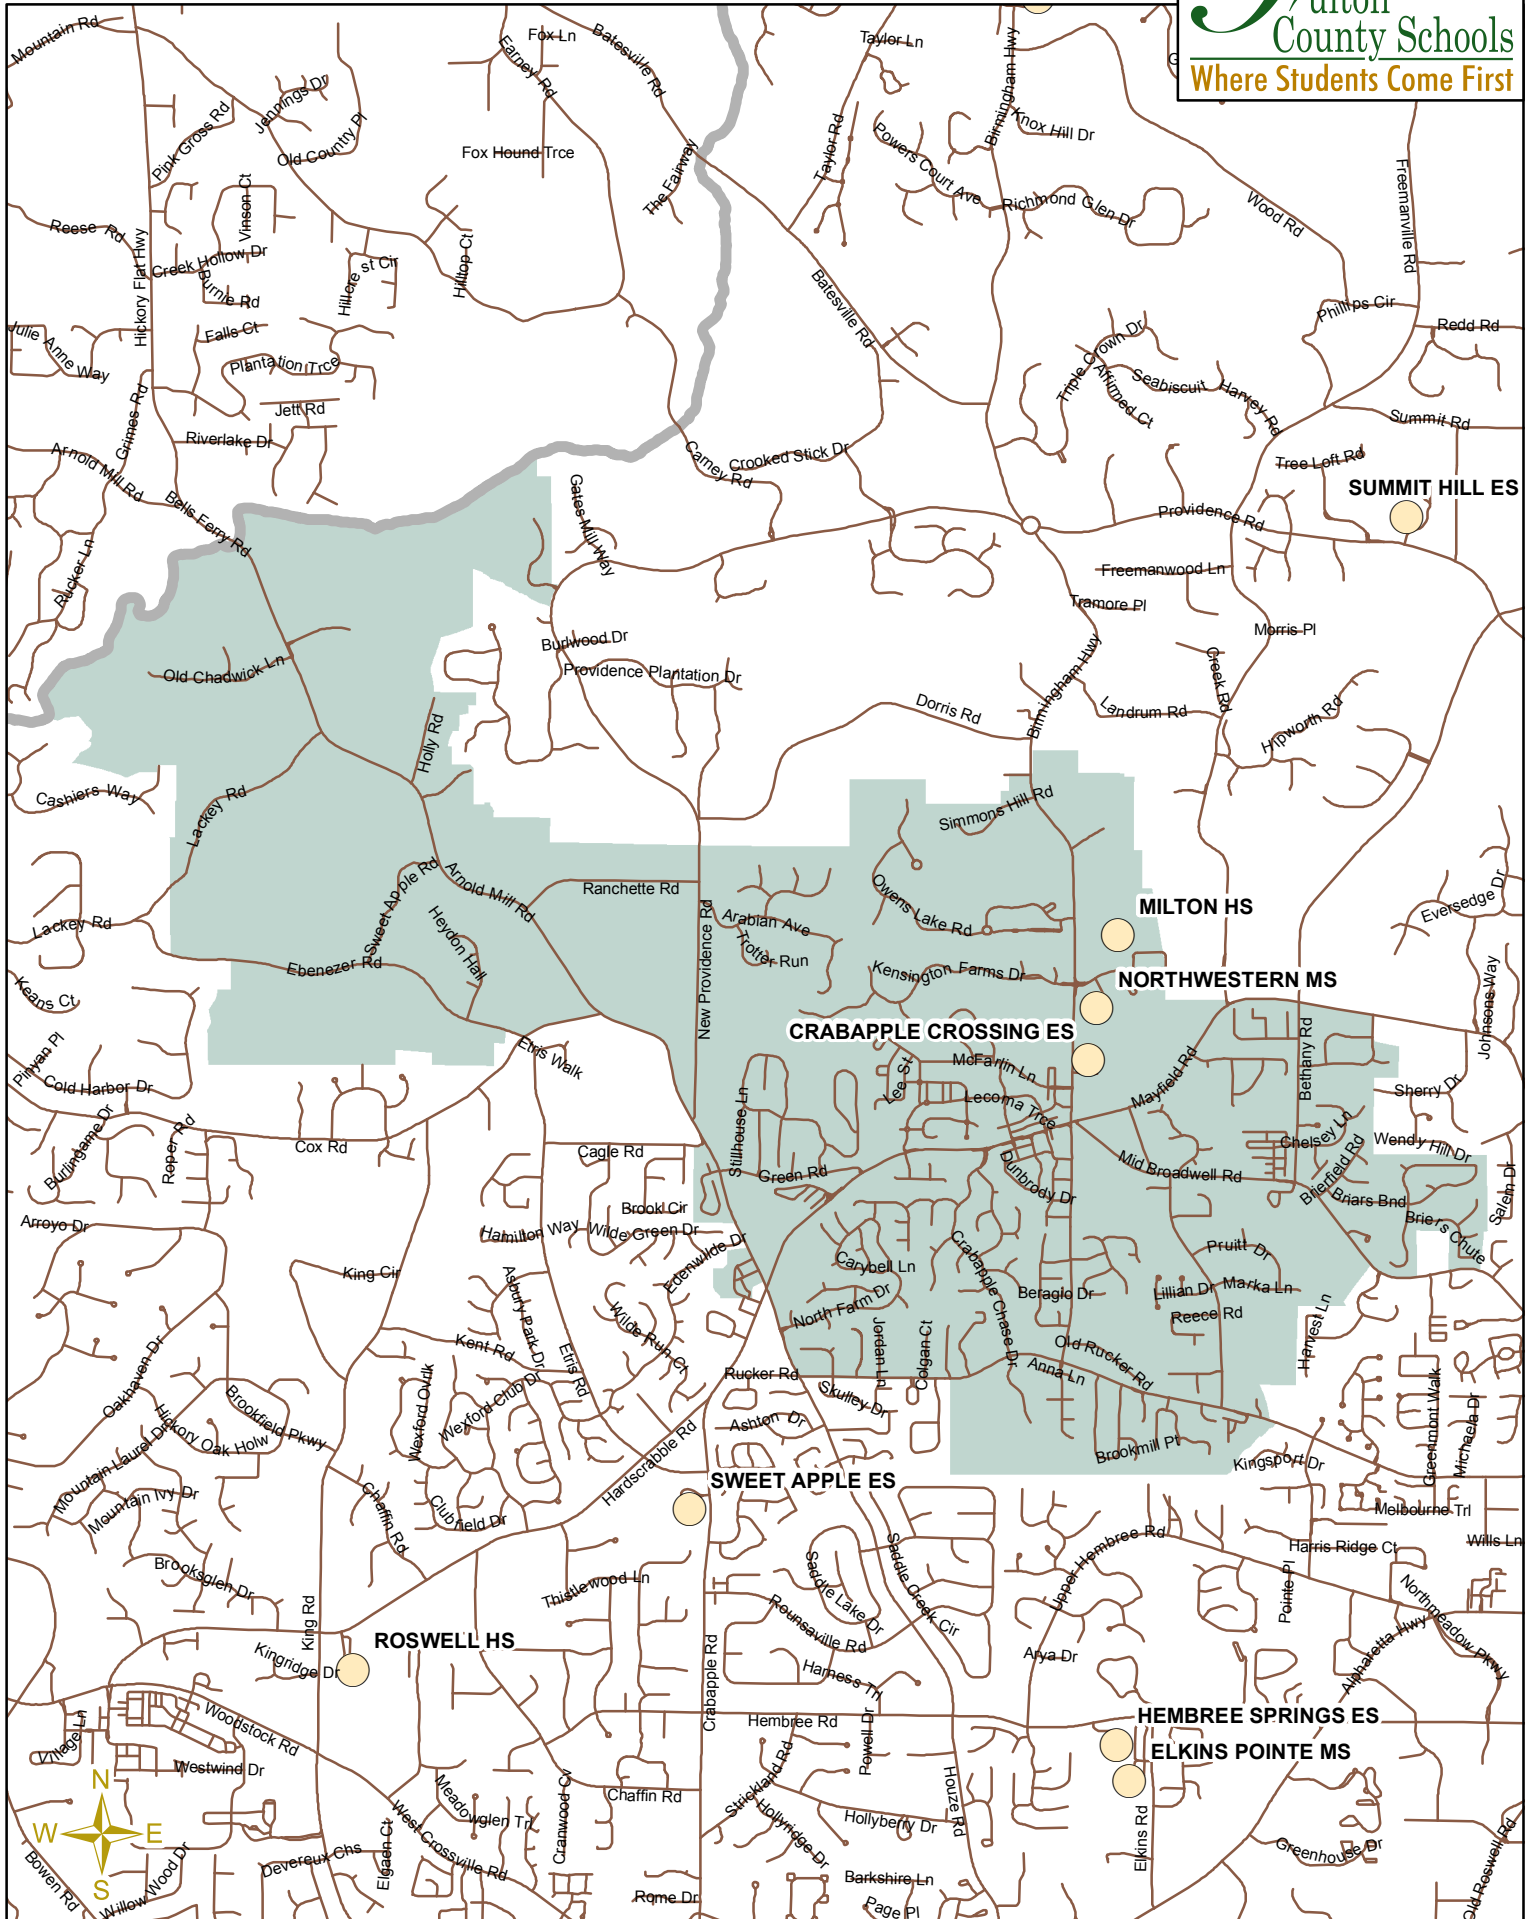 County Schools
Where Students Come First
Mountain Rd
Fox Ln
Batesville Rd
Earney Rd
Taylor Ln
Birmingham Hwy
Jennings Dr
Pink Gross Rd
Old Country Pl
Fox Hound Trce
The Fairway
Taylor Rd
Powers Court Ave
Knox Hill Dr
Richmond Glen Dr
Wood Rd
Freemanville Rd
Vinson Ct
Reese Rd
Hickory Flat Hwy
Creek Hollow Dr
Burnie Rd
Hillcrest Cir
Hilltop Ct
Batesville Rd
Phillips Cir
Redd Rd
Julie Anne Way
Falls Ct
Plantation Trce
Triple Crown Dr
Affirmed Ct
Seabiscuit
Harvey Rd
Summit Rd
Grimes Rd
Jett Rd
Riverlake Dr
Arnold Mill Rd
Bells Ferry Rd
Carney Rd
Crooked Stick Dr
Tree Loft Rd
SUMMIT HILL ES
Gates Mill Way
Providence Rd
Rucker Ln
Freemanwood Ln
Tramore Pl
Morris Pl
Burlwood Dr
Providence Plantation Dr
Old Chadwick Ln
Birmingham Hwy
Creek Rd
Landrum Rd
Dorris Rd
Hipworth Rd
Holly Rd
Cashiers Way
Lackey Rd
Simmons Hill Rd
Sweet Apple Rd
Arnold Mill Rd
Ranchette Rd
Owens Lake Rd
MILTON HS
Eversedge Dr
Lackey Rd
Heydon Hall
New Providence Rd
Arabian Ave
Trotter Run
Ebenezer Rd
Kensington Farms Dr
NORTHWESTERN MS
Keans Ct
Johnsons Way
CRABAPPLE CROSSING ES
Bethany Rd
Pinyan Pl
Etris Walk
McFarlin Ln
Lee St
Mayfield Rd
Cold Harbor Dr
Sherry Dr
Lecoma Trce
Burlingame Dr
Roper Rd
Stillhouse Ln
Chelsey Ln
Wendy Hill Dr
Cox Rd
Cagle Rd
Green Rd
Dunbrody Dr
Mid Broadwell Rd
Brierfield Rd
Briars Bnd
Salem Dr
Brook Cir
Arroyo Dr
Hamilton Way
Wilde Green Dr
Briers Chute
Edenwilde Dr
Crabapple Chase Dr
Pruitt Dr
Carybell Ln
King Cir
Asbury Park Dr
Beragio Dr
Lillian Dr
Marka Ln
North Farm Dr
Wilde Run Ct
Reece Rd
Harvest Ln
Oakhaven Dr
Kent Rd
Etris Rd
Jordan Ln
Colgan Ct
Old Rucker Rd
Rucker Rd
Anna Ln
Wexford Ovrlk
Wexford Club Dr
Skulley Dr
Brookfield Pkwy
Greenmont Walk
Michaela Dr
Hickory Oak Holw
Ashton Dr
Mountain Laurel Dr
Hardscrabble Rd
Brookmill Pt
Kingsport Dr
SWEET APPLE ES
Mountain Ivy Dr
Chaffin Rd
Clubfield Dr
Melbourne Trl
Upper Hembree Rd
Harris Ridge Ct
Wills Ln
Saddle Creek Cir
Saddle Lake Dr
Brooksglen Dr
Thistlewood Ln
Rounsaville Rd
Pointe Pl
Northmeadow Pkwy
King Rd
ROSWELL HS
Crabapple Rd
Alpharetta Hwy
Kingridge Dr
Arya Dr
Harness Trl
Woodstock Rd
Hembree Rd
HEMBREE SPRINGS ES
Village Ln
Powell Dr
ELKINS POINTE MS
Westwind Dr
N
W
E
S
Meadowglen Trl
West Crossville Rd
Cranwood Cv
Chaffin Rd
Strickland Rd
Hollyridge Dr
Hollyberry Dr
Houze Rd
Elkins Rd
Greenhouse Dr
Devereux Chs
Elgaen Ct
Old Roswell Rd
Bowen Rd
Willow Wood Dr
Barkshire Ln
Rome Dr
Page Pl